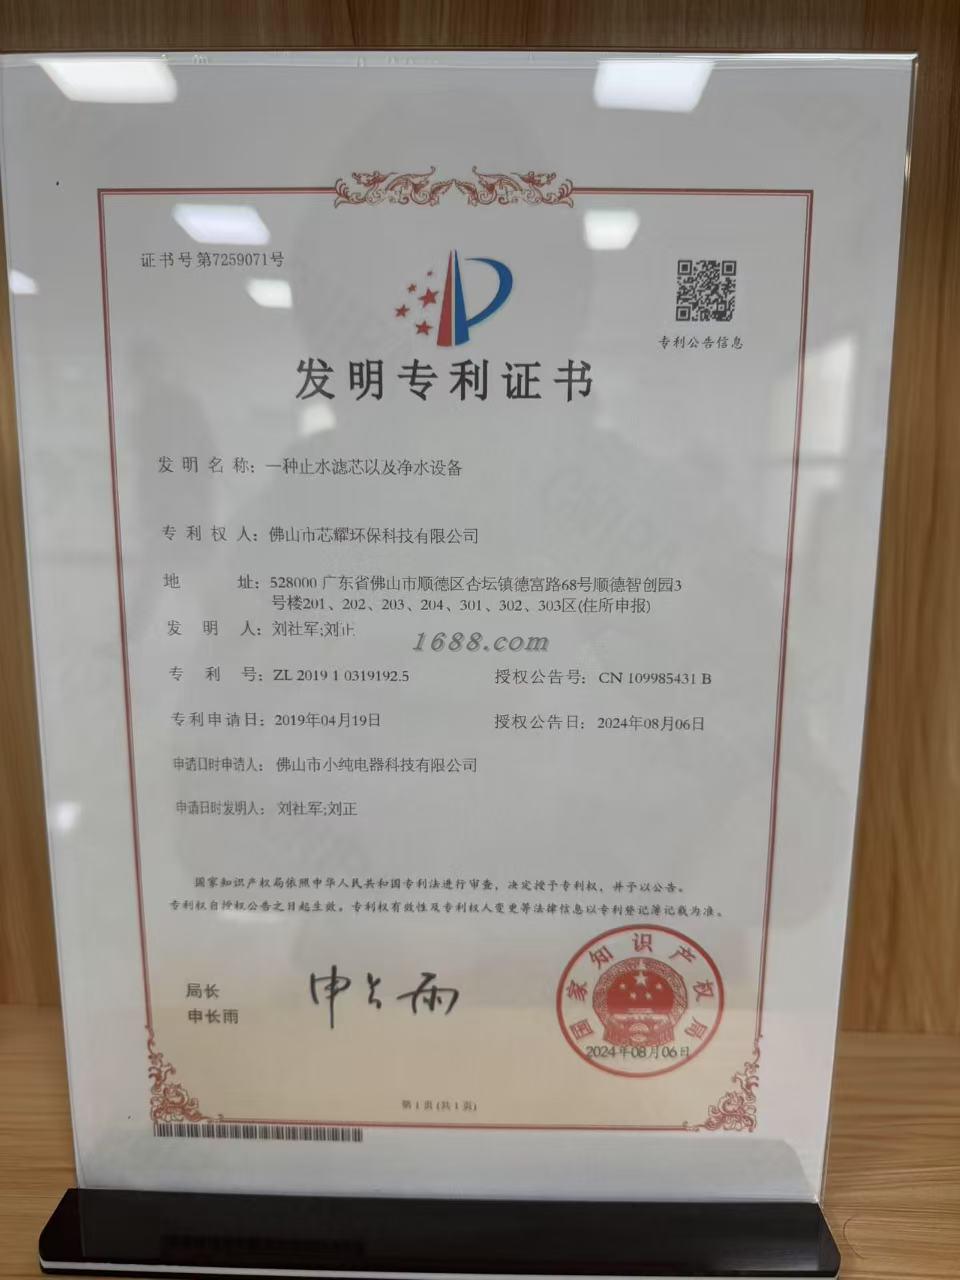 证书号第7259071号
专利公告信息
发明专利证书
发明名称：一种止水滤芯以及净水设备
专利权人：佛山市芯耀环保科技有限公司
地址：528000 广东省佛山市顺德区杏坛镇德富路68号顺德智创园3
号楼201、202、203、204、301、302、303区(住所申报)
发明人：刘社军;刘正
1688.com
专利号：ZL 2019 1 0319192.5 授权公告号：CN 109985431 B
专利申请日：2019年04月19日 授权公告日：2024年08月06日
申请日时申请人：佛山市小纯电器科技有限公司
申请日时发明人：刘社军;刘正
国家知识产权局依照中华人民共和国专利法进行审查，决定授予专利权，并予以公告。
专利权自授权公告之日起生效。专利权有效性及专利权人变更等法律信息以专利登记簿记载为准。
局长
申长雨
申长雨
国家知识产权局
2024年08月06日
第1页(共1页)